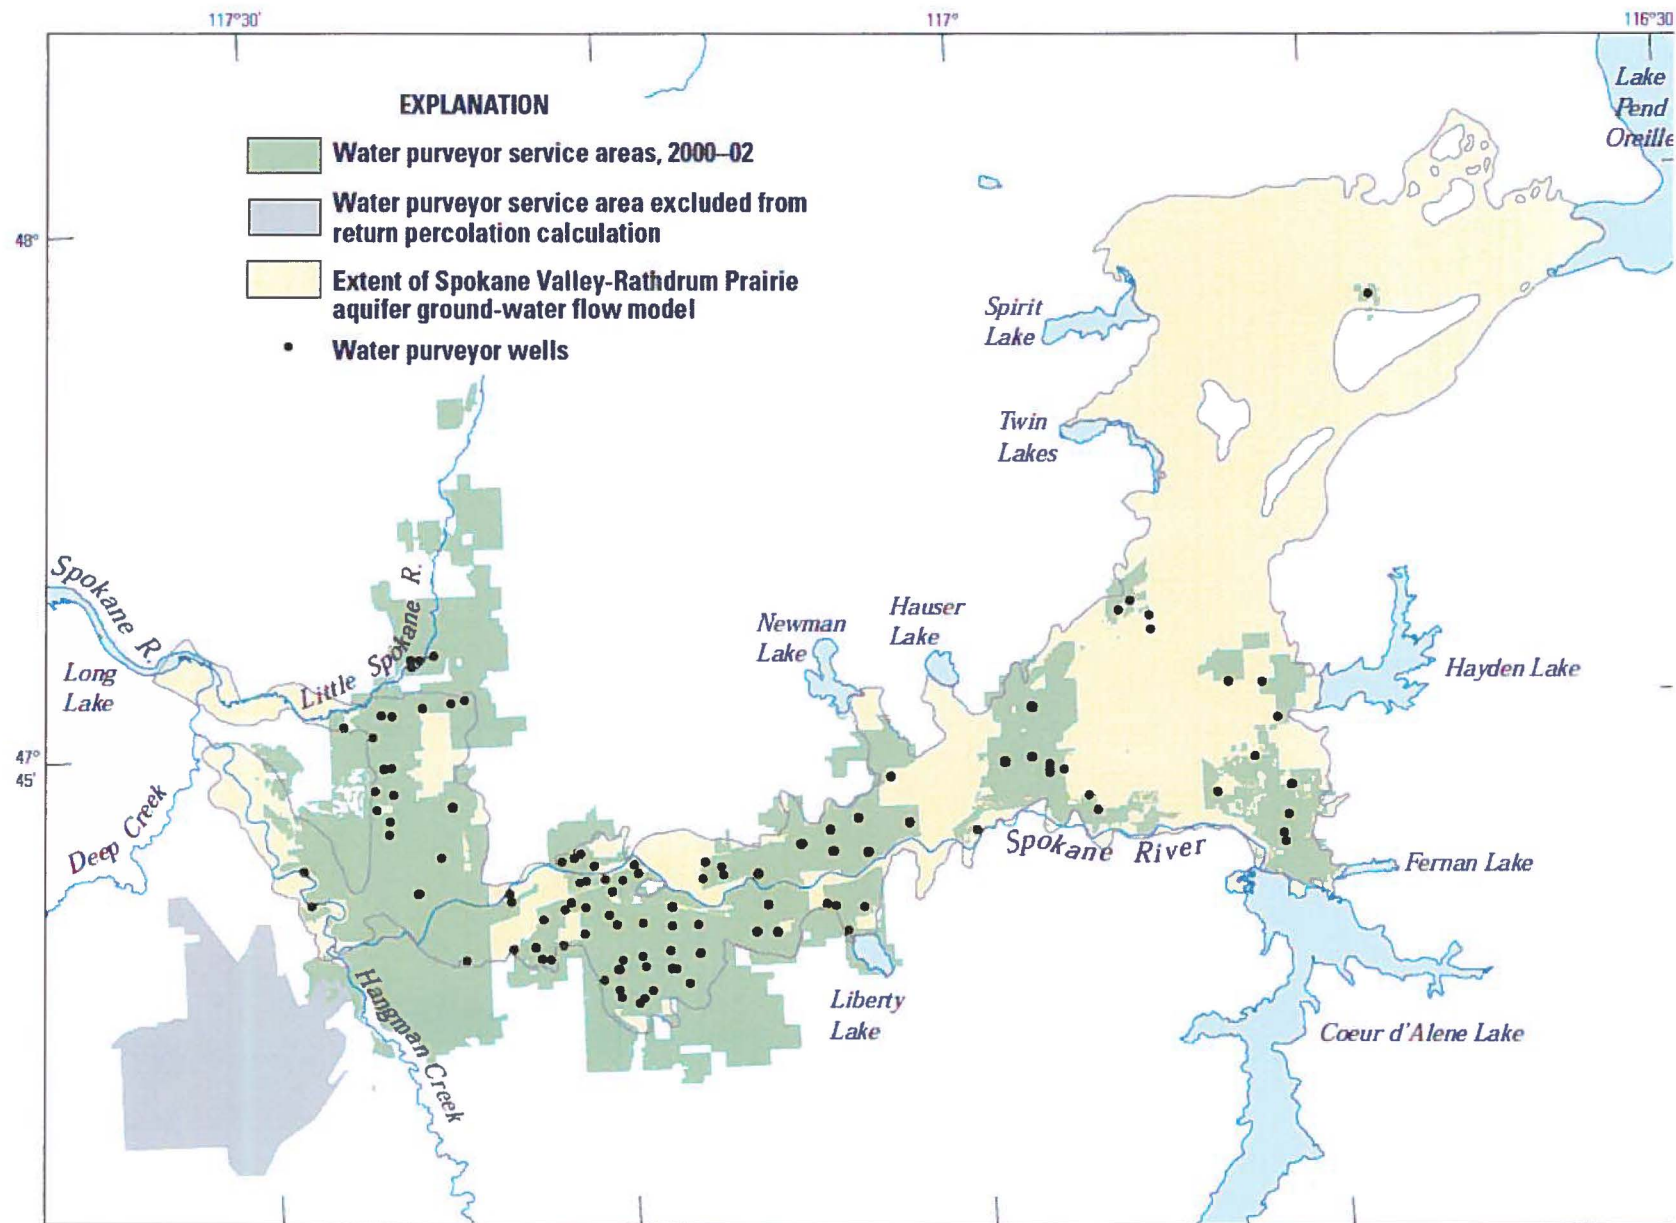 117°30'
117°
116°30
EXPLANATION
Water purveyor service areas, 2000–02
Water purveyor service area excluded from
return percolation calculation
Extent of Spokane Valley-Rathdrum Prairie
aquifer ground-water flow model
Water purveyor wells
Lake
Pend
Oreille
48°
Spirit
Lake
Twin
Lakes
Spokane R.
Long
Lake
Little Spokane R.
Newman
Lake
Hauser
Lake
Hayden Lake
47°
45'
Deep Creek
Spokane River
Fernan Lake
Hangman Creek
Liberty
Lake
Coeur d'Alene Lake